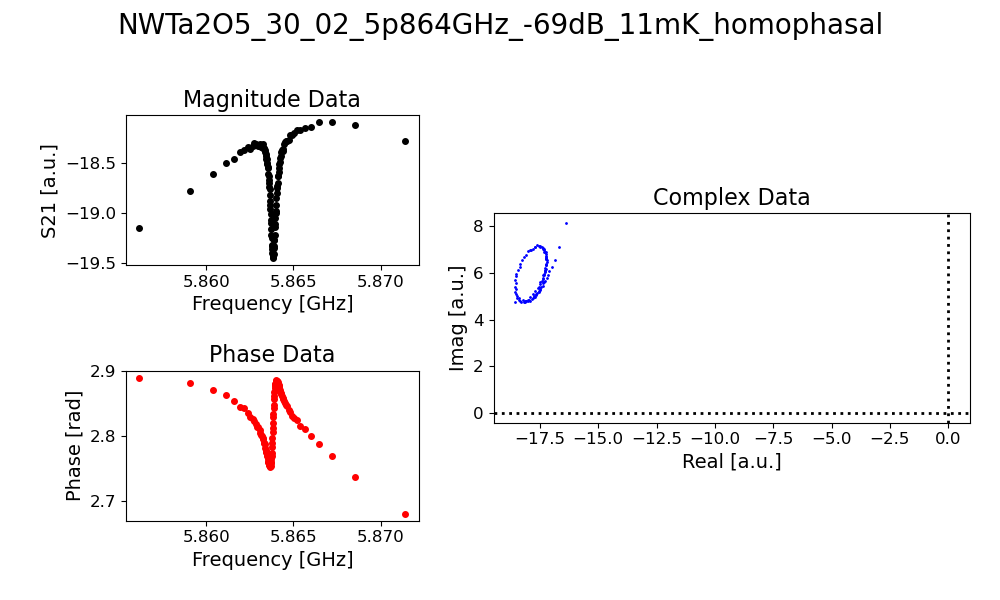 NWTa2O5_30_02_5p864GHz_-69dB_11mK_homophasal
Magnitude Data
S21 [a.u.]
−18.5
−19.0
−19.5
5.860 5.865 5.870
Frequency [GHz]
Phase Data
Phase [rad]
2.9
2.8
2.7
5.860 5.865 5.870
Frequency [GHz]
Complex Data
Imag [a.u.]
8
6
4
2
0
−17.5 −15.0 −12.5 −10.0 −7.5 −5.0 −2.5 0.0
Real [a.u.]